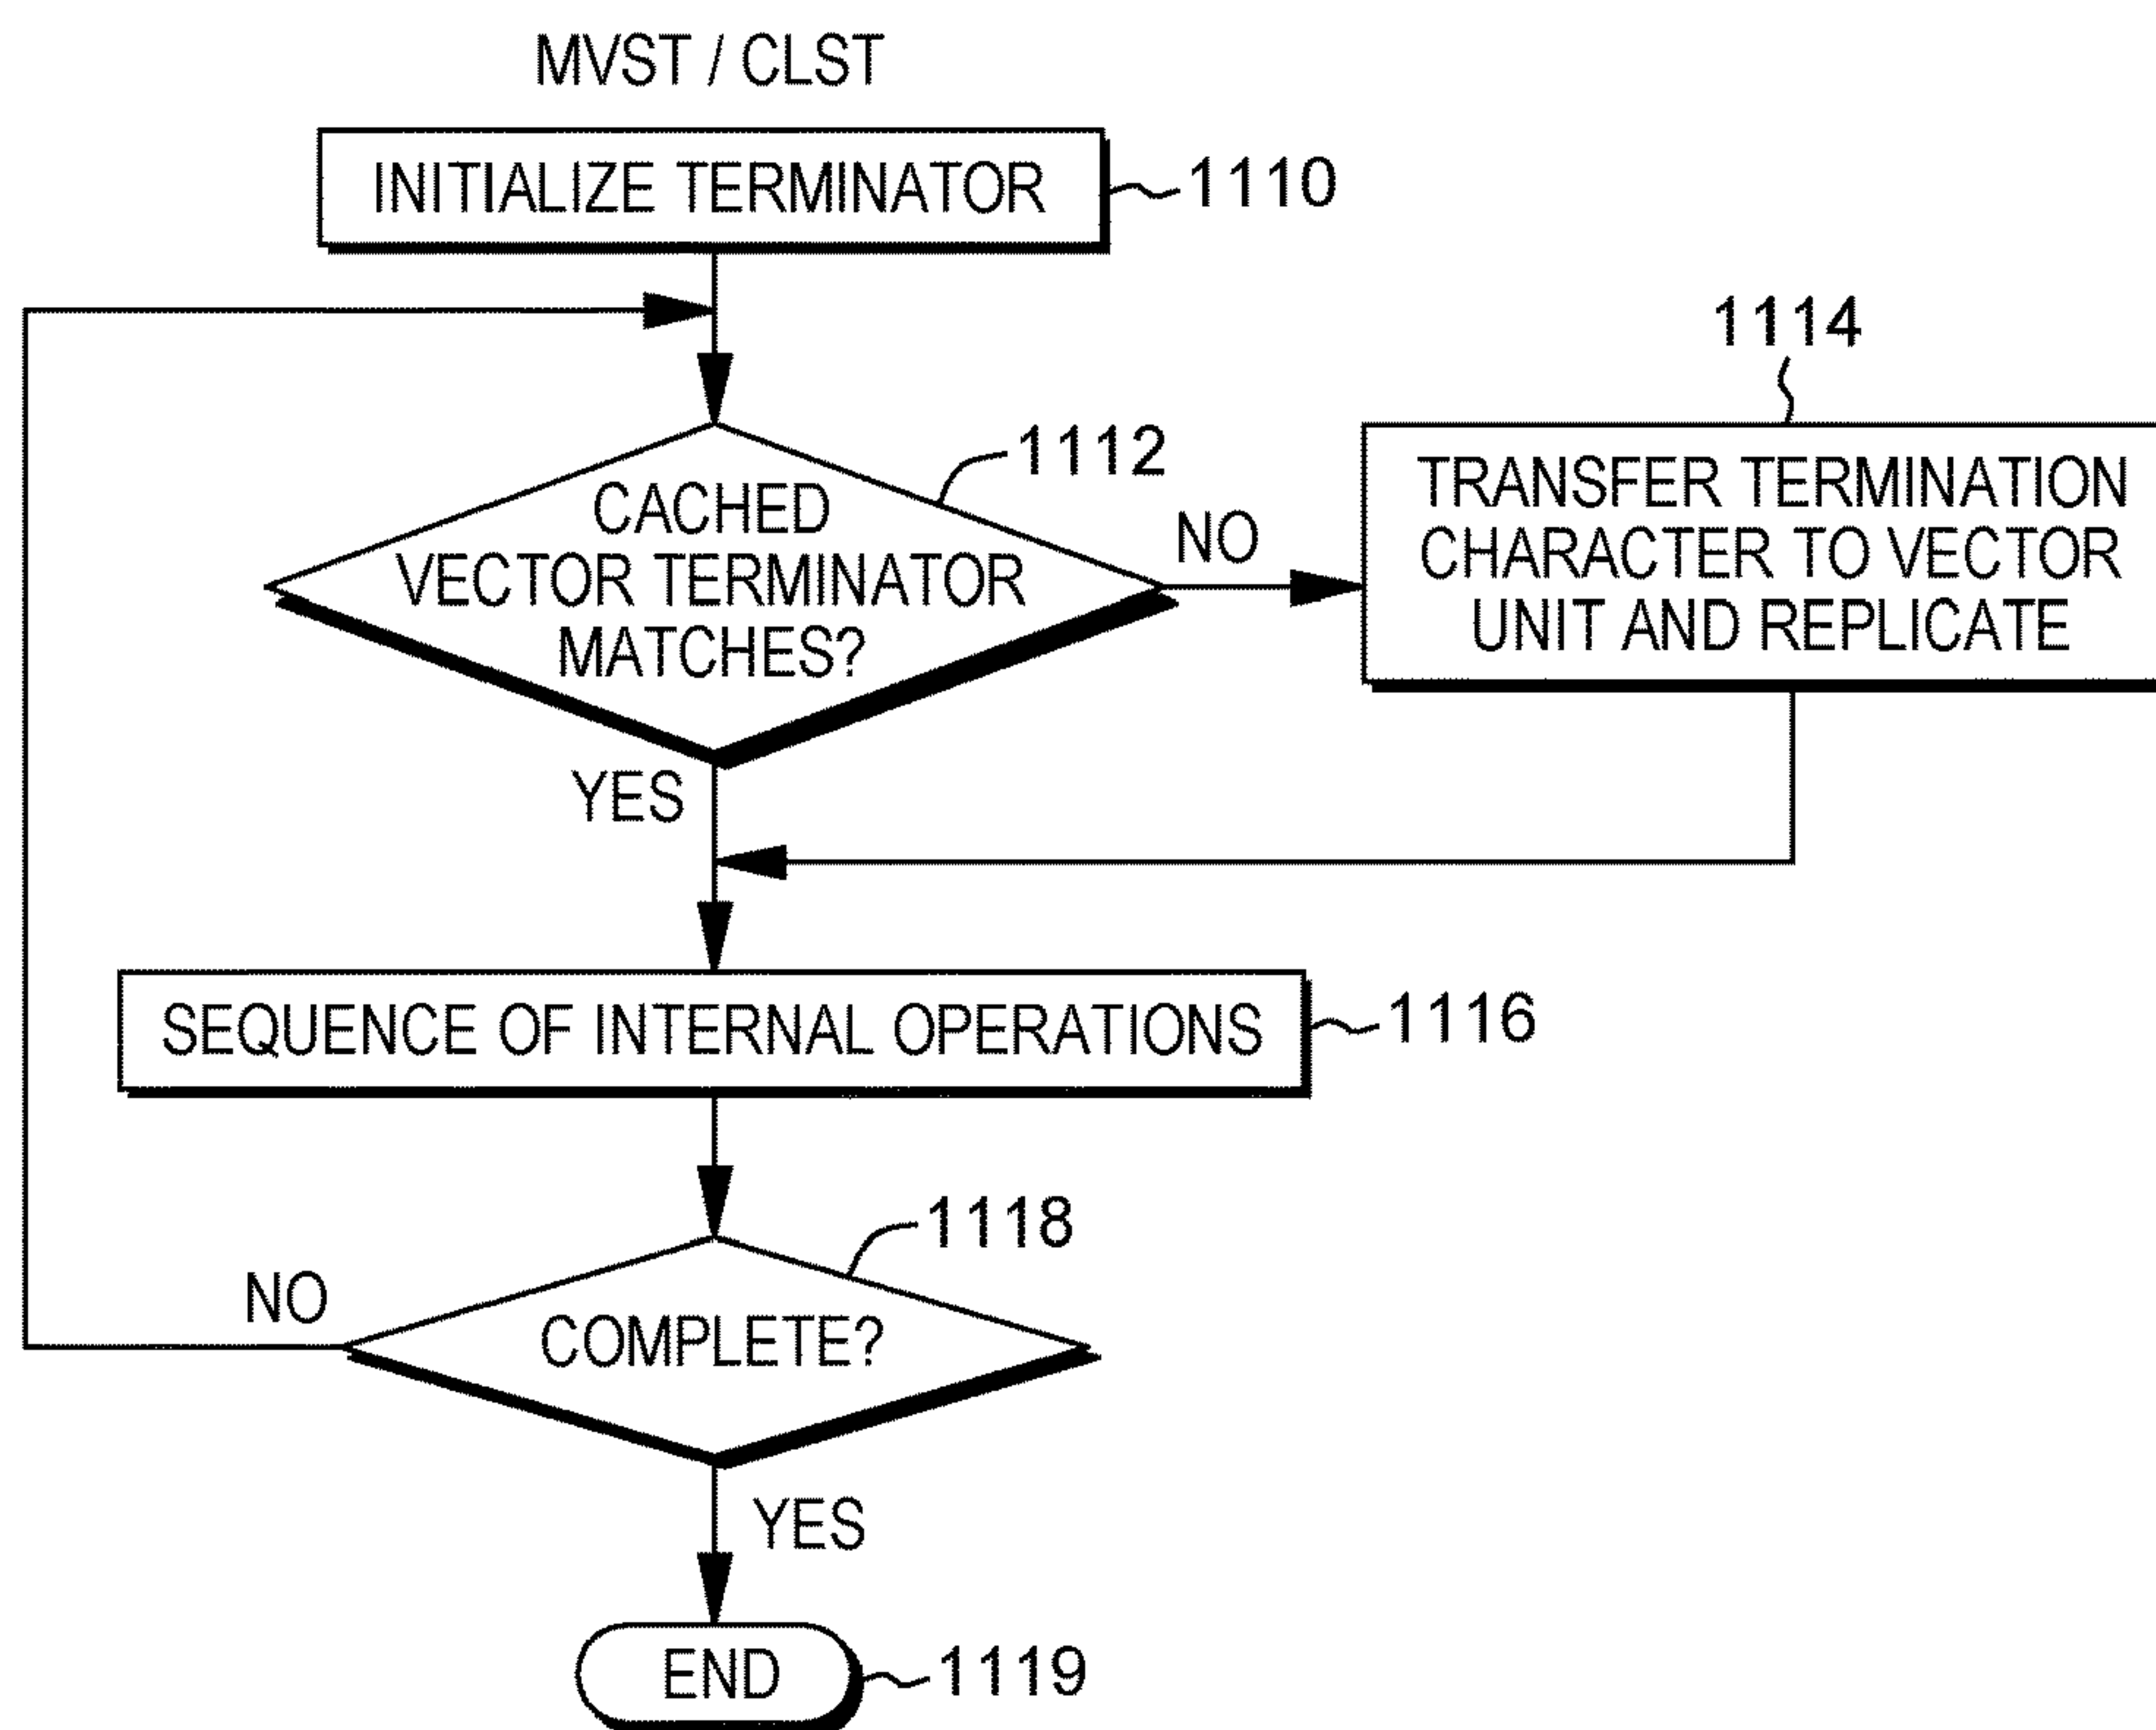 MVST / CLST
INITIALIZE TERMINATOR
1110
1112
CACHED
VECTOR TERMINATOR
MATCHES?
NO
1114
TRANSFER TERMINATION
CHARACTER TO VECTOR
UNIT AND REPLICATE
YES
SEQUENCE OF INTERNAL OPERATIONS
1116
1118
COMPLETE?
NO
YES
END
1119